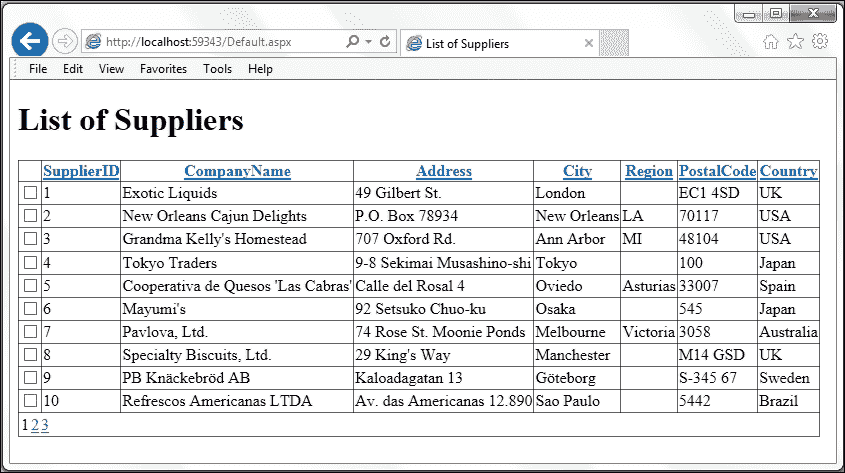 http://localhost:59343/Default.aspx
List of Suppliers
File Edit View Favorites Tools Help
List of Suppliers
SupplierID CompanyName Address City Region PostalCode Country
1 Exotic Liquids 49 Gilbert St. London EC1 4SD UK
2 New Orleans Cajun Delights P.O. Box 78934 New Orleans LA 70117 USA
3 Grandma Kelly's Homestead 707 Oxford Rd. Ann Arbor MI 48104 USA
4 Tokyo Traders 9-8 Sekimai Musashino-shi Tokyo 100 Japan
5 Cooperativa de Quesos 'Las Cabras' Calle del Rosal 4 Oviedo Asturias 33007 Spain
6 Mayumi's 92 Setsuko Chuo-ku Osaka 545 Japan
7 Pavlova, Ltd. 74 Rose St. Moonie Ponds Melbourne Victoria 3058 Australia
8 Specialty Biscuits, Ltd. 29 King's Way Manchester M14 GSD UK
9 PB Knäckebröd AB Kaloadagatan 13 Göteborg S-345 67 Sweden
10 Refrescos Americanas LTDA Av. das Americanas 12.890 Sao Paulo 5442 Brazil
1 2 3